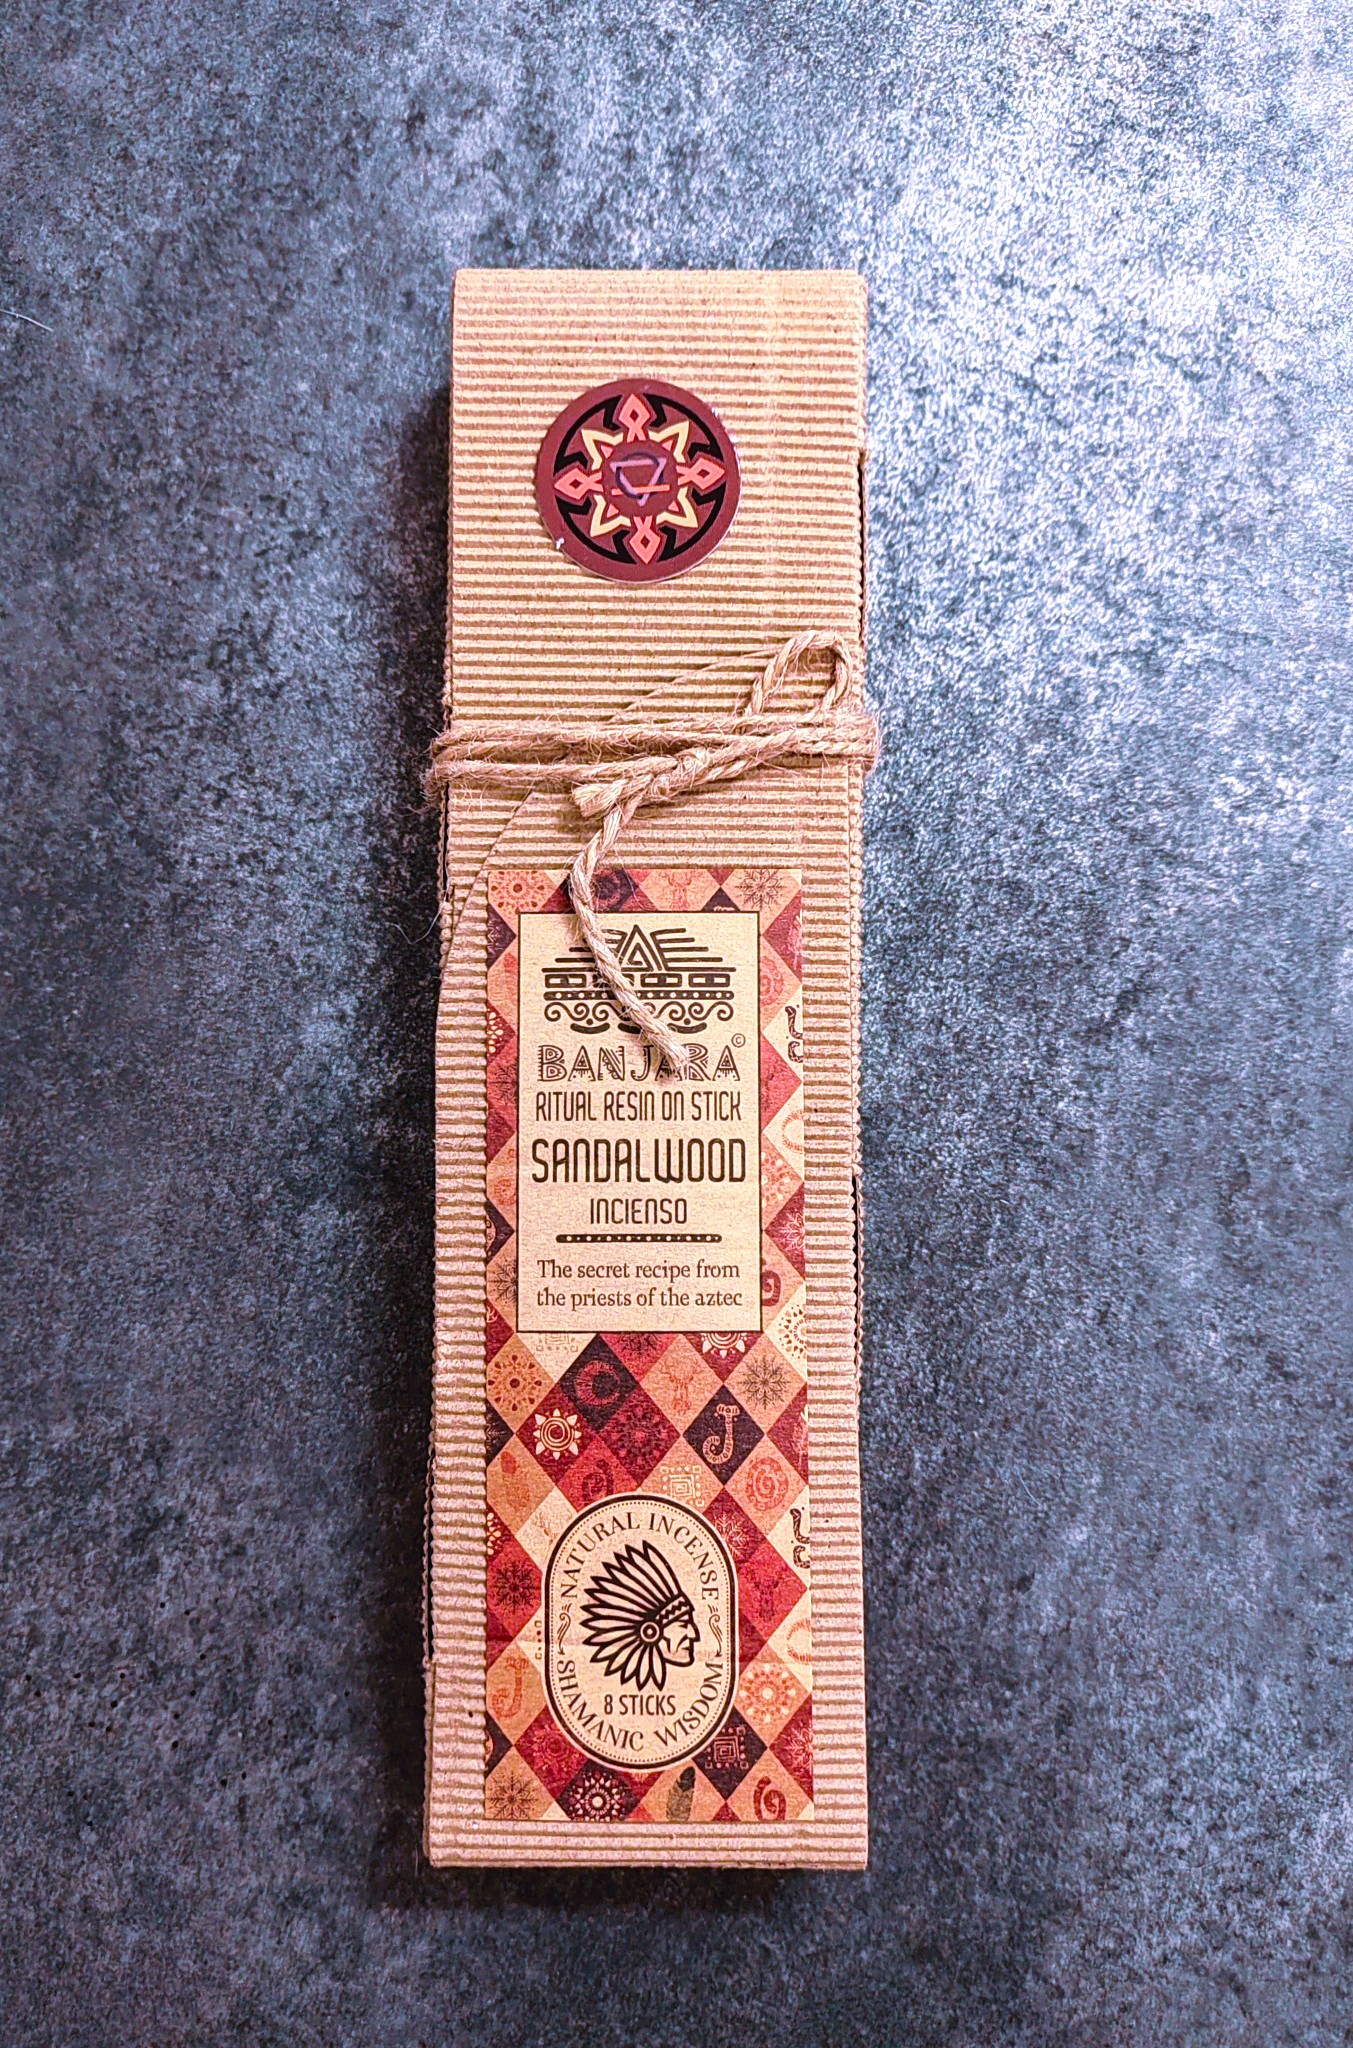 BANJARA©
RITUAL RESIN ON STICK
SANDALWOOD
INCIENSO
The secret recipe from
the priests of the aztec
NATURAL INCENSE
8 STICKS
SHAMANIC WISDOM